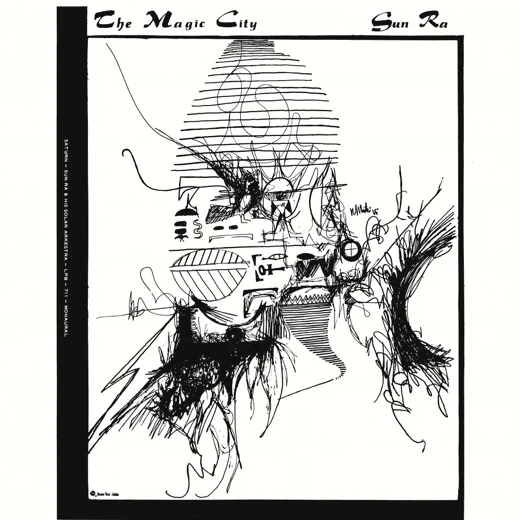 The Magic City
Sun Ra
SATURN – SUN RA & HIS SOLAR ARKESTRA – LPB – 711 – MONAURAL